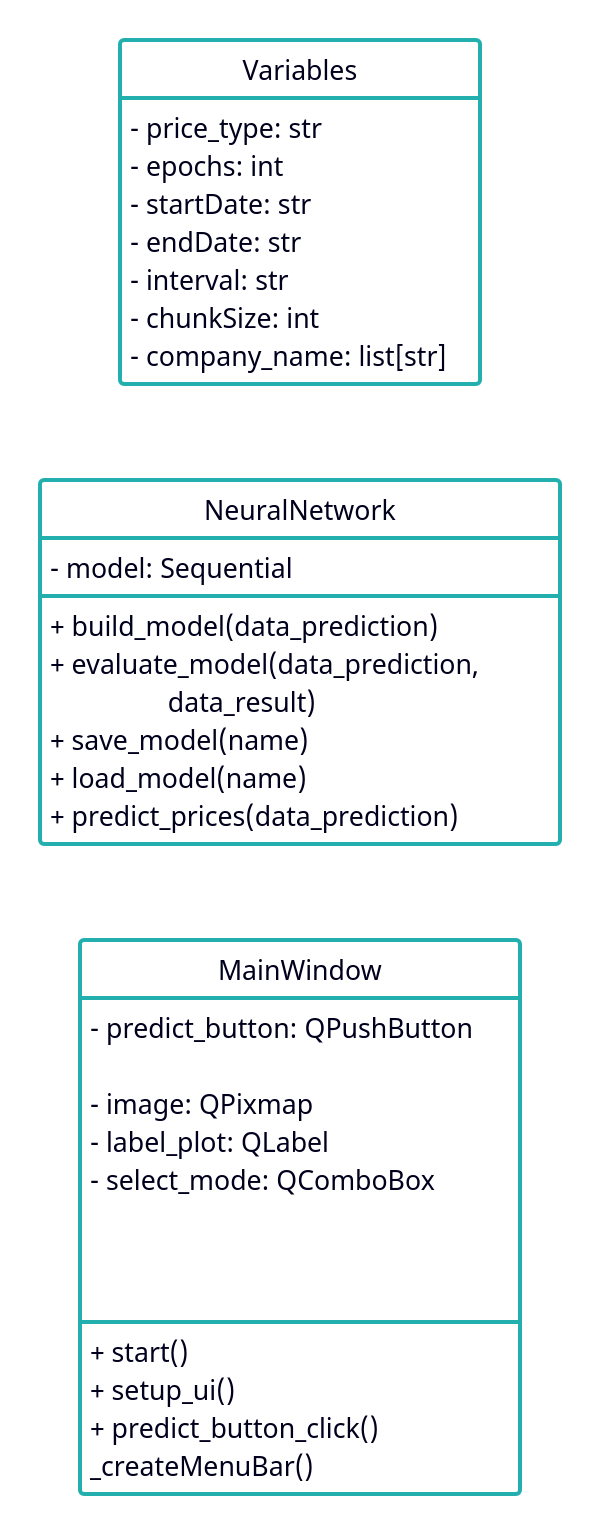 Variables
- price_type: str
- epochs: int
- startDate: str
- endDate: str
- interval: str
- chunkSize: int
- company_name: list[str]
NeuralNetwork
- model: Sequential
+ build_model(data_prediction)
+ evaluate_model(data_prediction,
data_result)
+ save_model(name)
+ load_model(name)
+ predict_prices(data_prediction)
MainWindow
- predict_button: QPushButton
- image: QPixmap
- label_plot: QLabel
- select_mode: QComboBox
+ start()
+ setup_ui()
+ predict_button_click()
_createMenuBar()